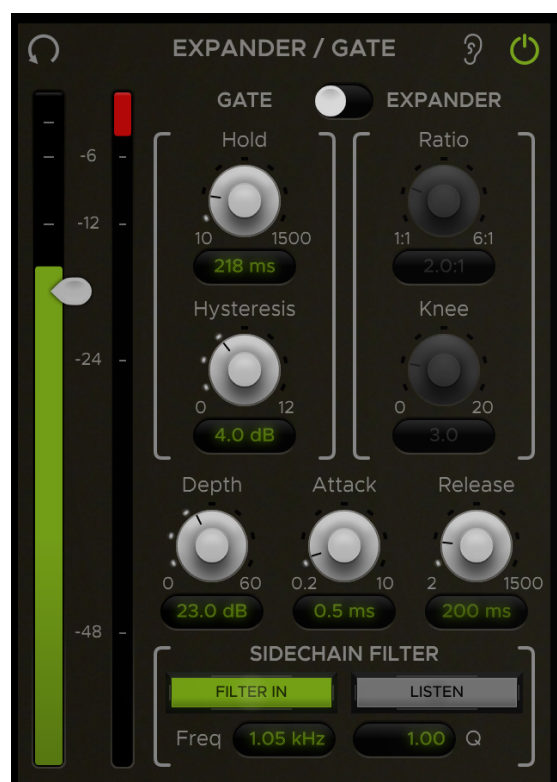 EXPANDER / GATE
GATE EXPANDER
Hold Ratio
-6
-12
10 1500 1:1 6:1
218 ms 2.0:1
Hysteresis Knee
-24
0 12 0 20
4.0 dB 3.0
Depth Attack Release
0 60 0.2 10 2 1500
23.0 dB 0.5 ms 200 ms
-48
SIDECHAIN FILTER
FILTER IN LISTEN
Freq 1.05 kHz 1.00 Q